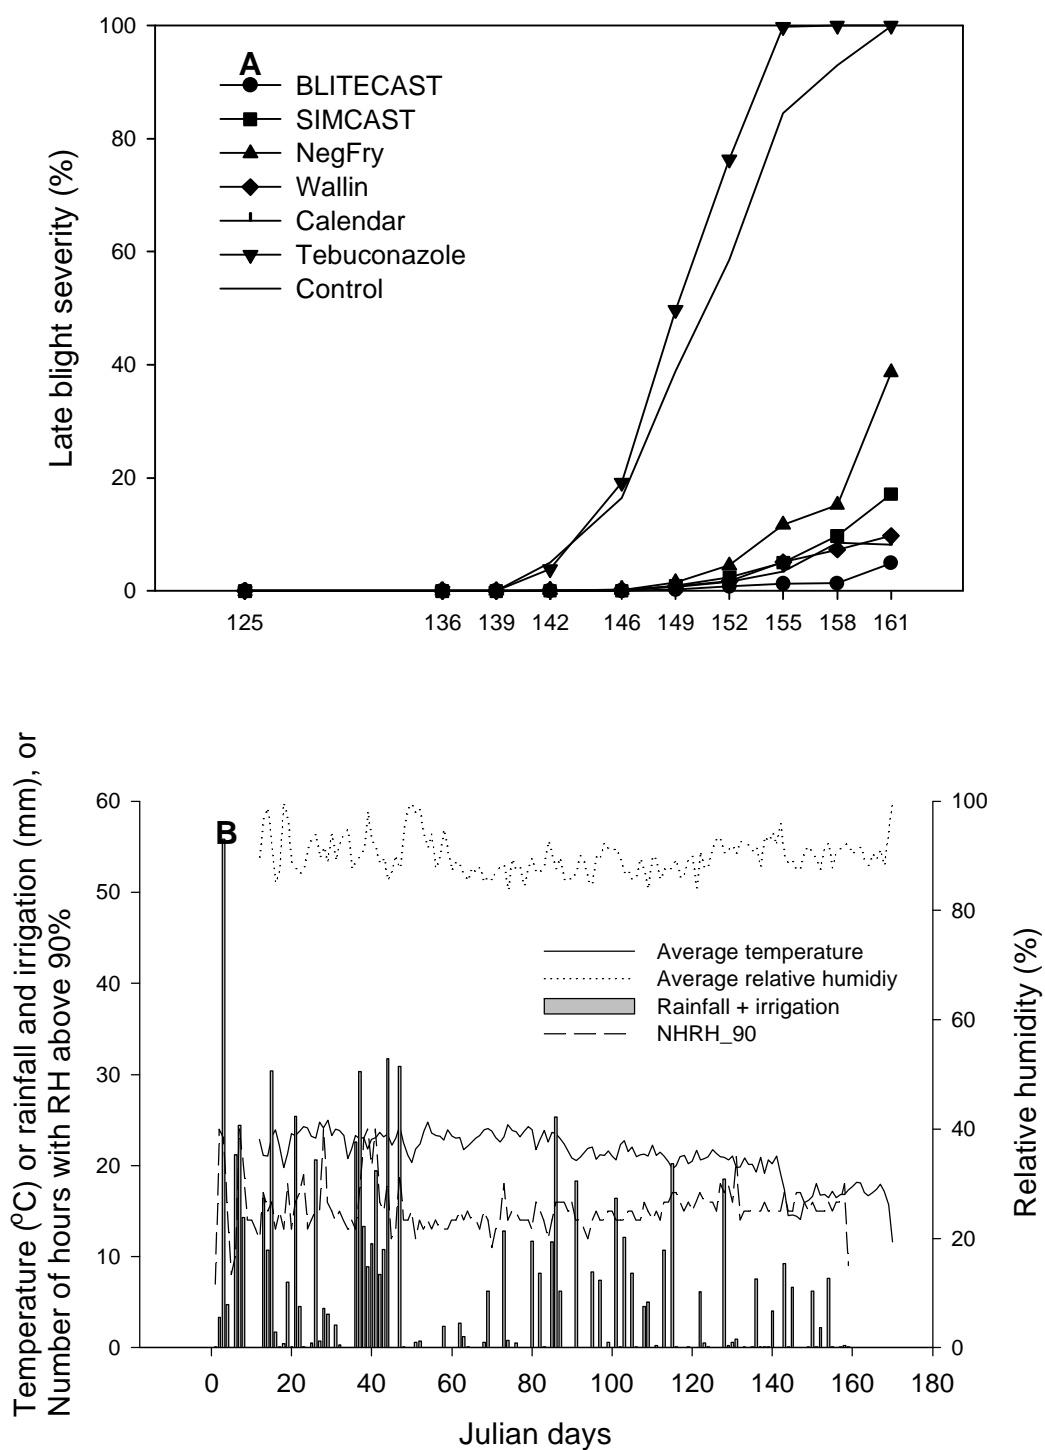 100
80
60
40
20
0
Late blight severity (%)
A
BLITECAST
SIMCAST
NegFry
Wallin
Calendar
Tebuconazole
Control
125 136 139 142 146 149 152 155 158 161
Temperature (ºC) or rainfall and irrigation (mm), or
Number of hours with RH above 90%
60
50
40
30
20
10
0
B
Average temperature
Average relative humidiy
Rainfall + irrigation
NHRH_90
100
80
60
40
20
0
Relative humidity (%)
0 20 40 60 80 100 120 140 160 180
Julian days